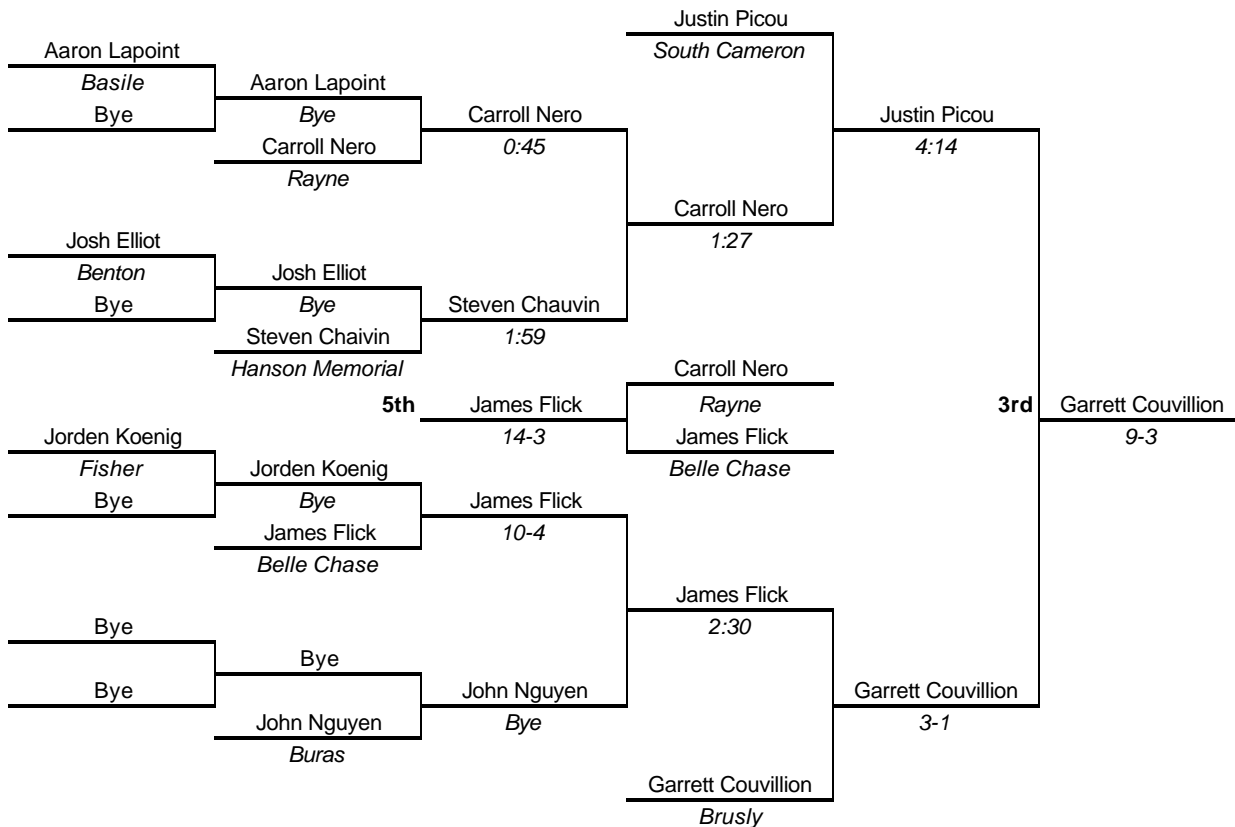 Justin Picou
Aaron Lapoint
South Cameron
Basile
Aaron Lapoint
Bye
Bye
Carroll Nero
Justin Picou
Carroll Nero
0:45
4:14
Rayne
Carroll Nero
Josh Elliot
1:27
Benton
Josh Elliot
Bye
Bye
Steven Chauvin
Steven Chaivin
1:59
Hanson Memorial
Carroll Nero
5th
James Flick
Rayne
3rd
Garrett Couvillion
Jorden Koenig
14-3
James Flick
9-3
Fisher
Jorden Koenig
Belle Chase
Bye
Bye
James Flick
James Flick
10-4
Belle Chase
James Flick
Bye
2:30
Bye
Bye
John Nguyen
Garrett Couvillion
John Nguyen
Bye
3-1
Buras
Garrett Couvillion
Brusly